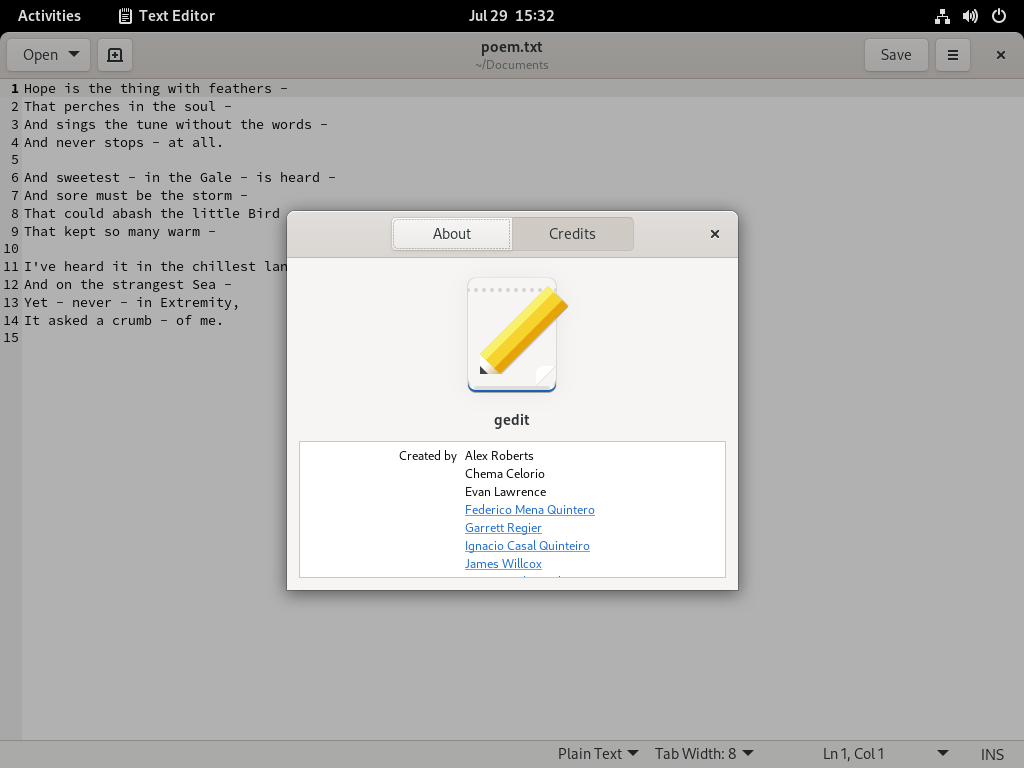 Activities Text Editor Jul 29 15:32
Open poem.txt Save
~/Documents
1 Hope is the thing with feathers –
2 That perches in the soul –
3 And sings the tune without the words –
4 And never stops – at all.
5
6 And sweetest – in the Gale – is heard –
7 And sore must be the storm –
8 That could abash the little Bird
9 That kept so many warm –
10
11 I've heard it in the chillest lan
12 And on the strangest Sea –
13 Yet – never – in Extremity,
14 It asked a crumb – of me.
15
About Credits
gedit
Created by Alex Roberts
Chema Celorio
Evan Lawrence
Federico Mena Quintero
Garrett Regier
Ignacio Casal Quinteiro
James Willcox
Plain Text Tab Width: 8 Ln 1, Col 1 INS